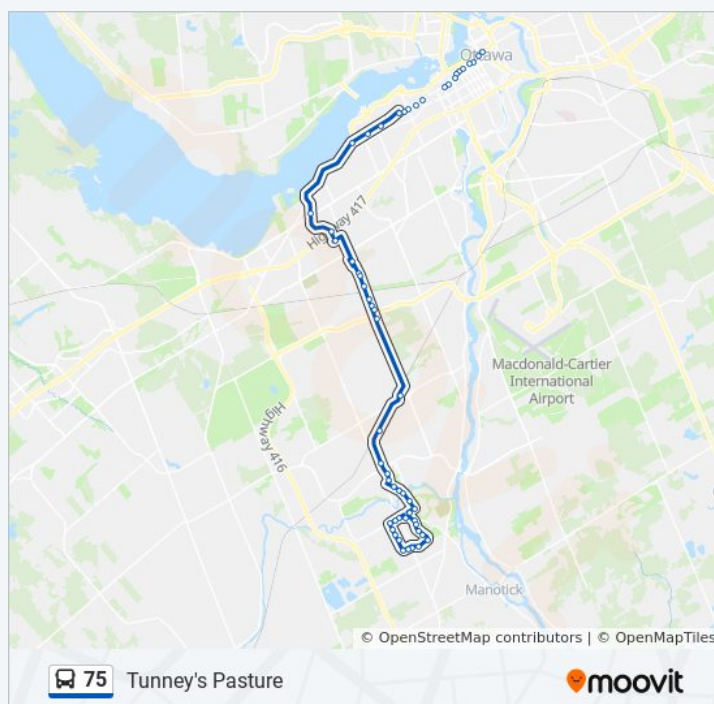 Ottawa
Highway 417
Macdonald-Cartier
International
Airport
Highway 416
Manotick
© OpenStreetMap contributors | © OpenMapTiles
75
Tunney's Pasture
moovit